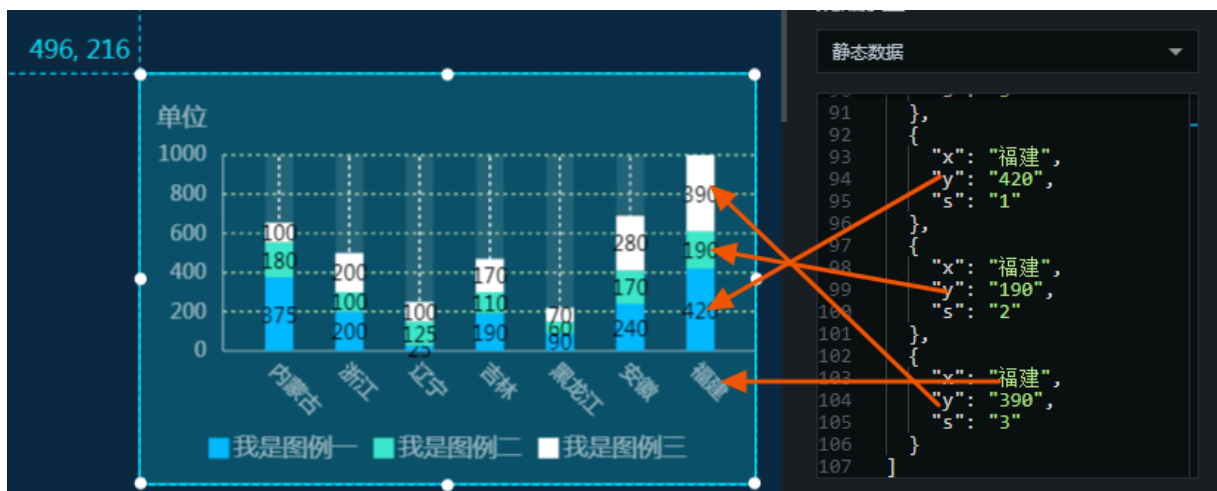 496, 216
单位
1000
800
600
400
200
0
100
180
375
200
100
200
100
125
25
170
110
190
70
60
90
280
170
240
390
190
420
内蒙古
浙江
辽宁
吉林
黑龙江
安徽
福建
我是图例一
我是图例二
我是图例三
静态数据
91 },
92 {
93 "x": "福建",
94 "y": "420",
95 "s": "1"
96 },
97 {
98 "x": "福建",
99 "y": "190",
100 "s": "2"
101 },
102 {
103 "x": "福建",
104 "y": "390",
105 "s": "3"
106 }
107 ]